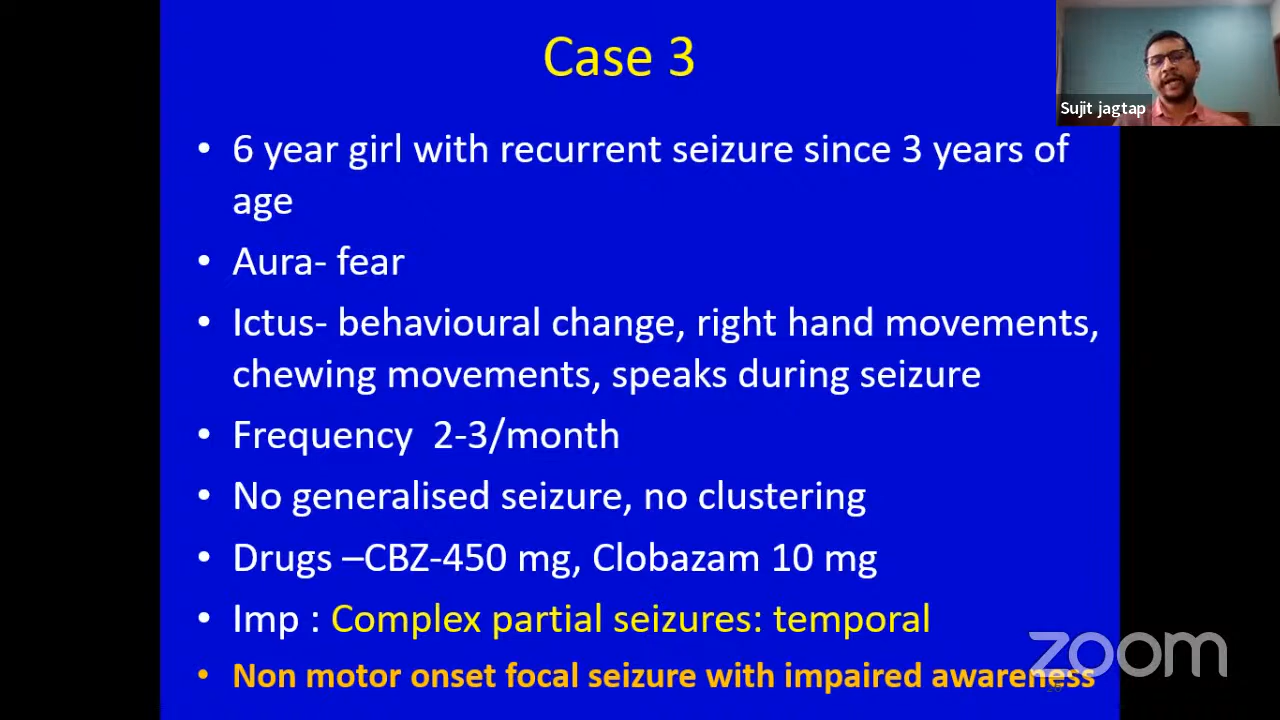 Case 3
Sujit jagtap
• 6 year girl with recurrent seizure since 3 years of
age
• Aura- fear
• Ictus- behavioural change, right hand movements,
chewing movements, speaks during seizure
• Frequency 2-3/month
• No generalised seizure, no clustering
• Drugs –CBZ-450 mg, Clobazam 10 mg
• Imp : Complex partial seizures: temporal
• Non motor onset focal seizure with impaired awareness
zoom